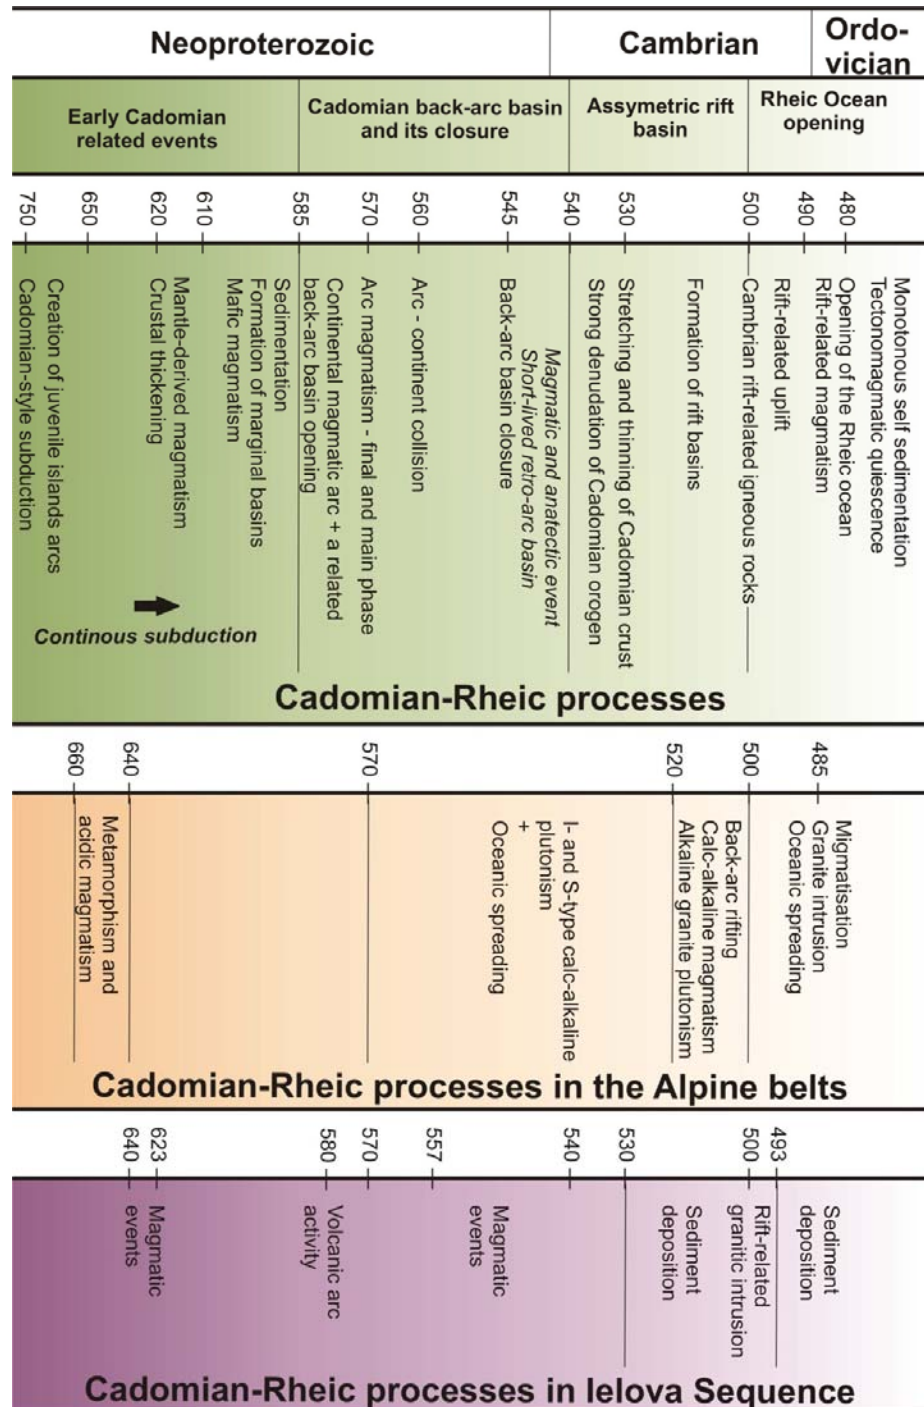 Neoproterozoic
Cambrian
Ordo-
vician
Early Cadomian
related events
Cadomian back-arc basin
and its closure
Assymetric rift
basin
Rheic Ocean
opening
750
650
620
610
585
570
560
545
540
530
500
490
480
Cadomian-style subduction
Creation of juvenile islands arcs
Crustal thickening
Mantle-derived magmatism
Mafic magmatism
Formation of marginal basins
Sedimentation
back-arc basin opening
Continental magmatic arc + a related
Arc magmatism - final and main phase
Arc - continent collision
Back-arc basin closure
Short-lived retro-arc basin
Magmatic and anatectic event
Strong denudation of Cadomian orogen
Stretching and thinning of Cadomian crust
Formation of rift basins
Cambrian rift-related igneous rocks
Rift-related uplift
Rift-related magmatism
Opening of the Rheic ocean
Tectonomagmatic quiescence
Monotonous self sedimentation
Continous subduction
Cadomian-Rheic processes
660
640
570
520
500
485
Metamorphism and
acidic magmatism
I- and S-type calc-alkaline
plutonism
+
Oceanic spreading
Back-arc rifting
Calc-alkaline magmatism
Alkaline granite plutonism
Migmatisation
Granite intrusion
Oceanic spreading
Cadomian-Rheic processes in the Alpine belts
640
623
580
570
557
540
530
500
493
Magmatic
events
Volcanic arc
activity
Magmatic
events
Sediment
deposition
Rift-related
granitic intrusion
Sediment
deposition
Cadomian-Rheic processes in Ielova Sequence